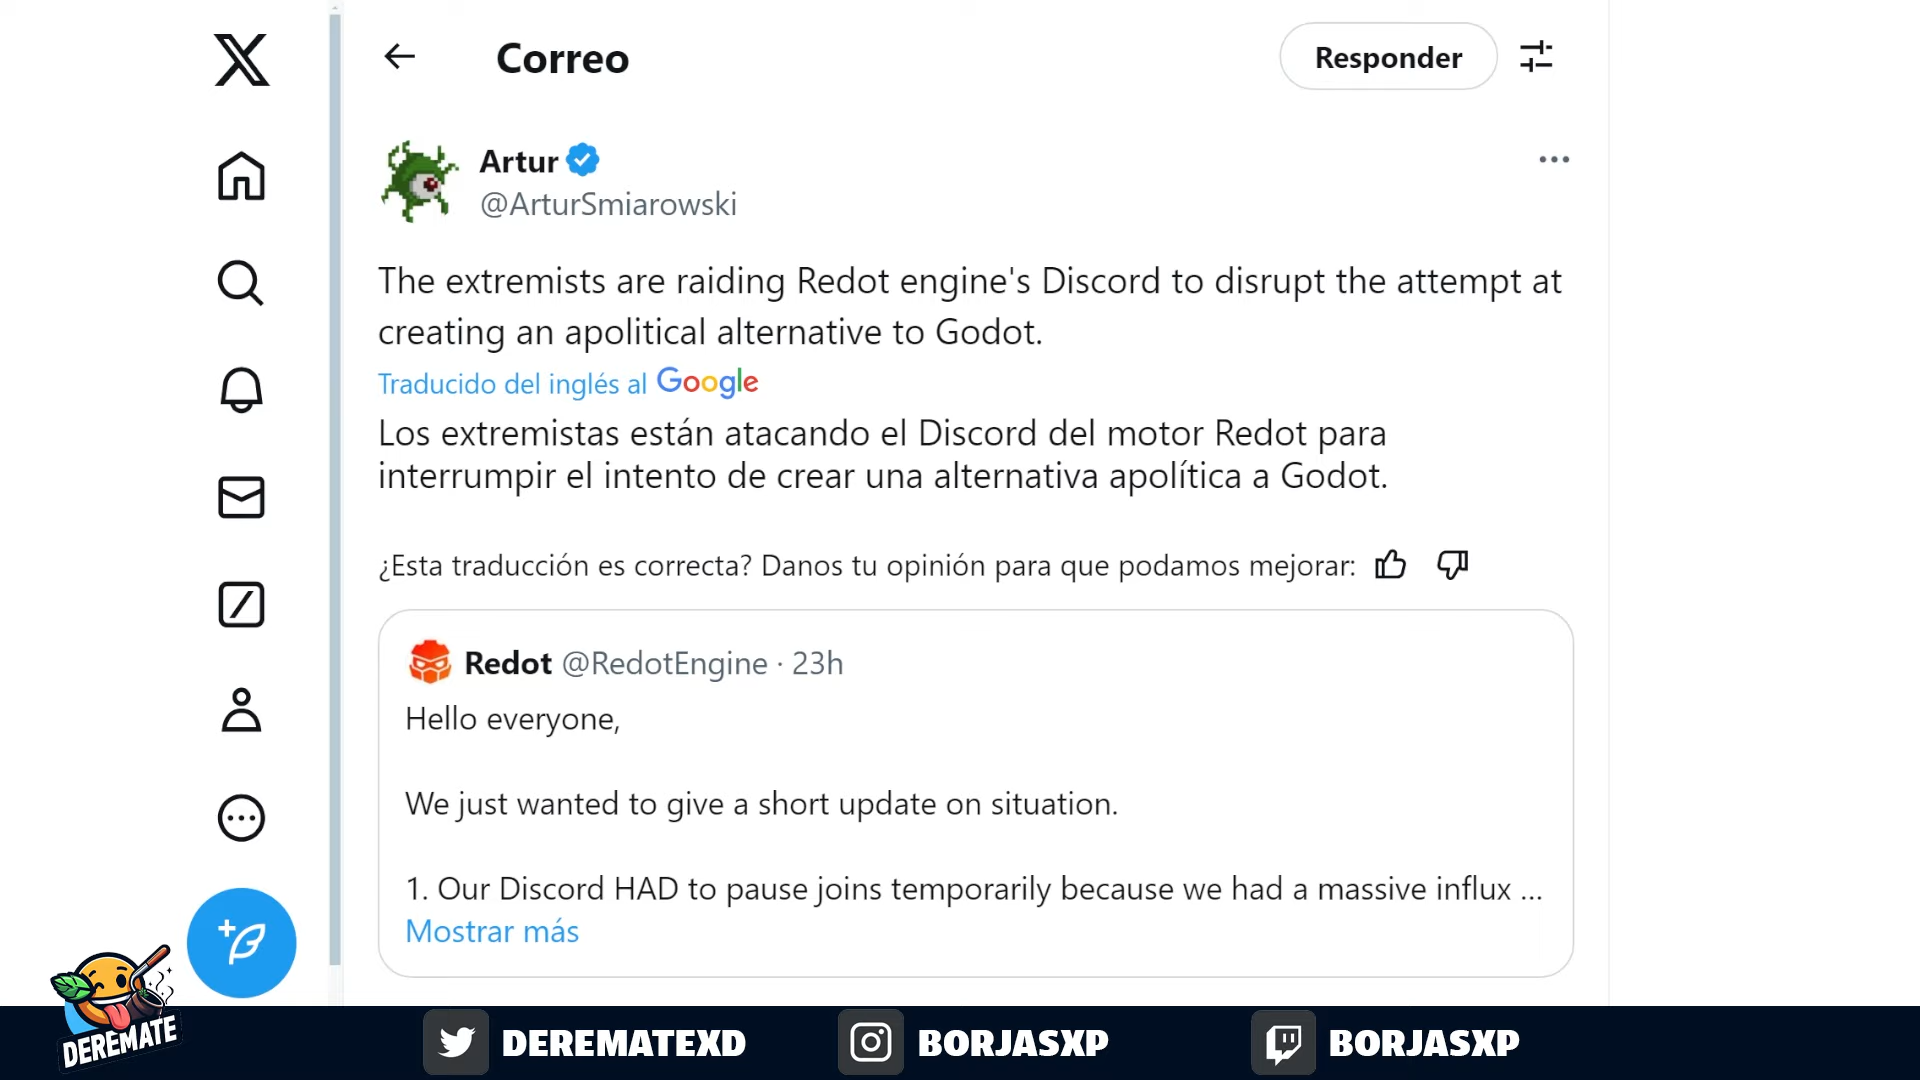 Correo
Responder
Artur
@ArturSmiarowski
The extremists are raiding Redot engine's Discord to disrupt the attempt at
creating an apolitical alternative to Godot.
Traducido del inglés al Google
Los extremistas están atacando el Discord del motor Redot para
interrumpir el intento de crear una alternativa apolítica a Godot.
¿Esta traducción es correcta? Danos tu opinión para que podamos mejorar:
Redot @RedotEngine · 23h
Hello everyone,
We just wanted to give a short update on situation.
1. Our Discord HAD to pause joins temporarily because we had a massive influx ...
Mostrar más
DEREMATE
DEREMATEXD
BORJASXP
BORJASXP